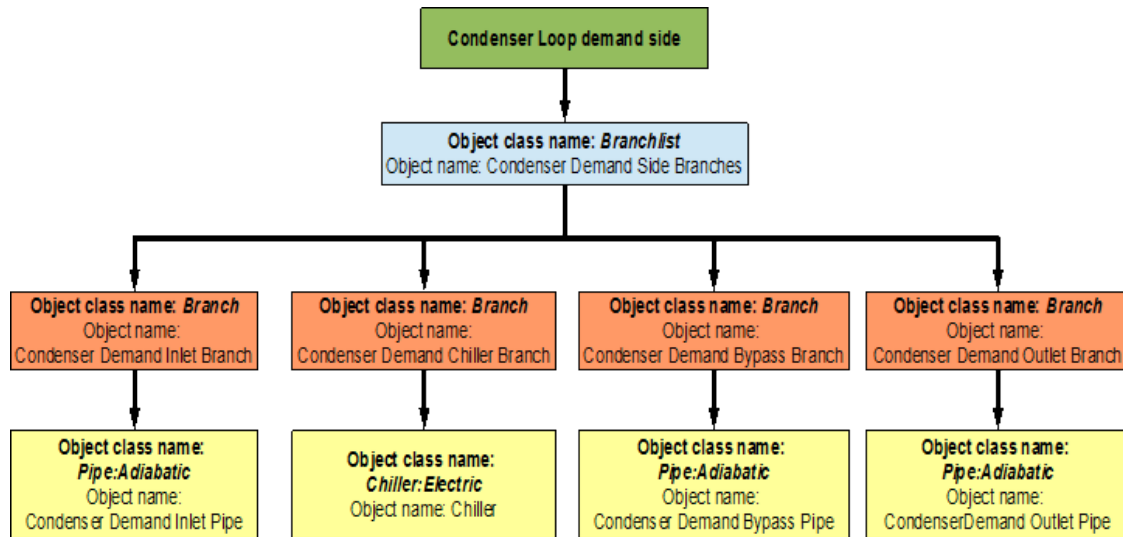 Condenser Loop demand side
Object class name: Branchlist
Object name: Condenser Demand Side Branches
Object class name: Branch
Object name:
Condenser Demand Inlet Branch
Object class name: Branch
Object name:
Condenser Demand Chiller Branch
Object class name: Branch
Object name:
Condenser Demand Bypass Branch
Object class name: Branch
Object name:
Condenser Demand Outlet Branch
Object class name:
Pipe:Adiabatic
Object name:
Condenser Demand Inlet Pipe
Object class name:
Chiller:Electric
Object name: Chiller
Object class name:
Pipe:Adiabatic
Object name:
Condenser Demand Bypass Pipe
Object class name:
Pipe:Adiabatic
Object name:
CondenserDemand Outlet Pipe